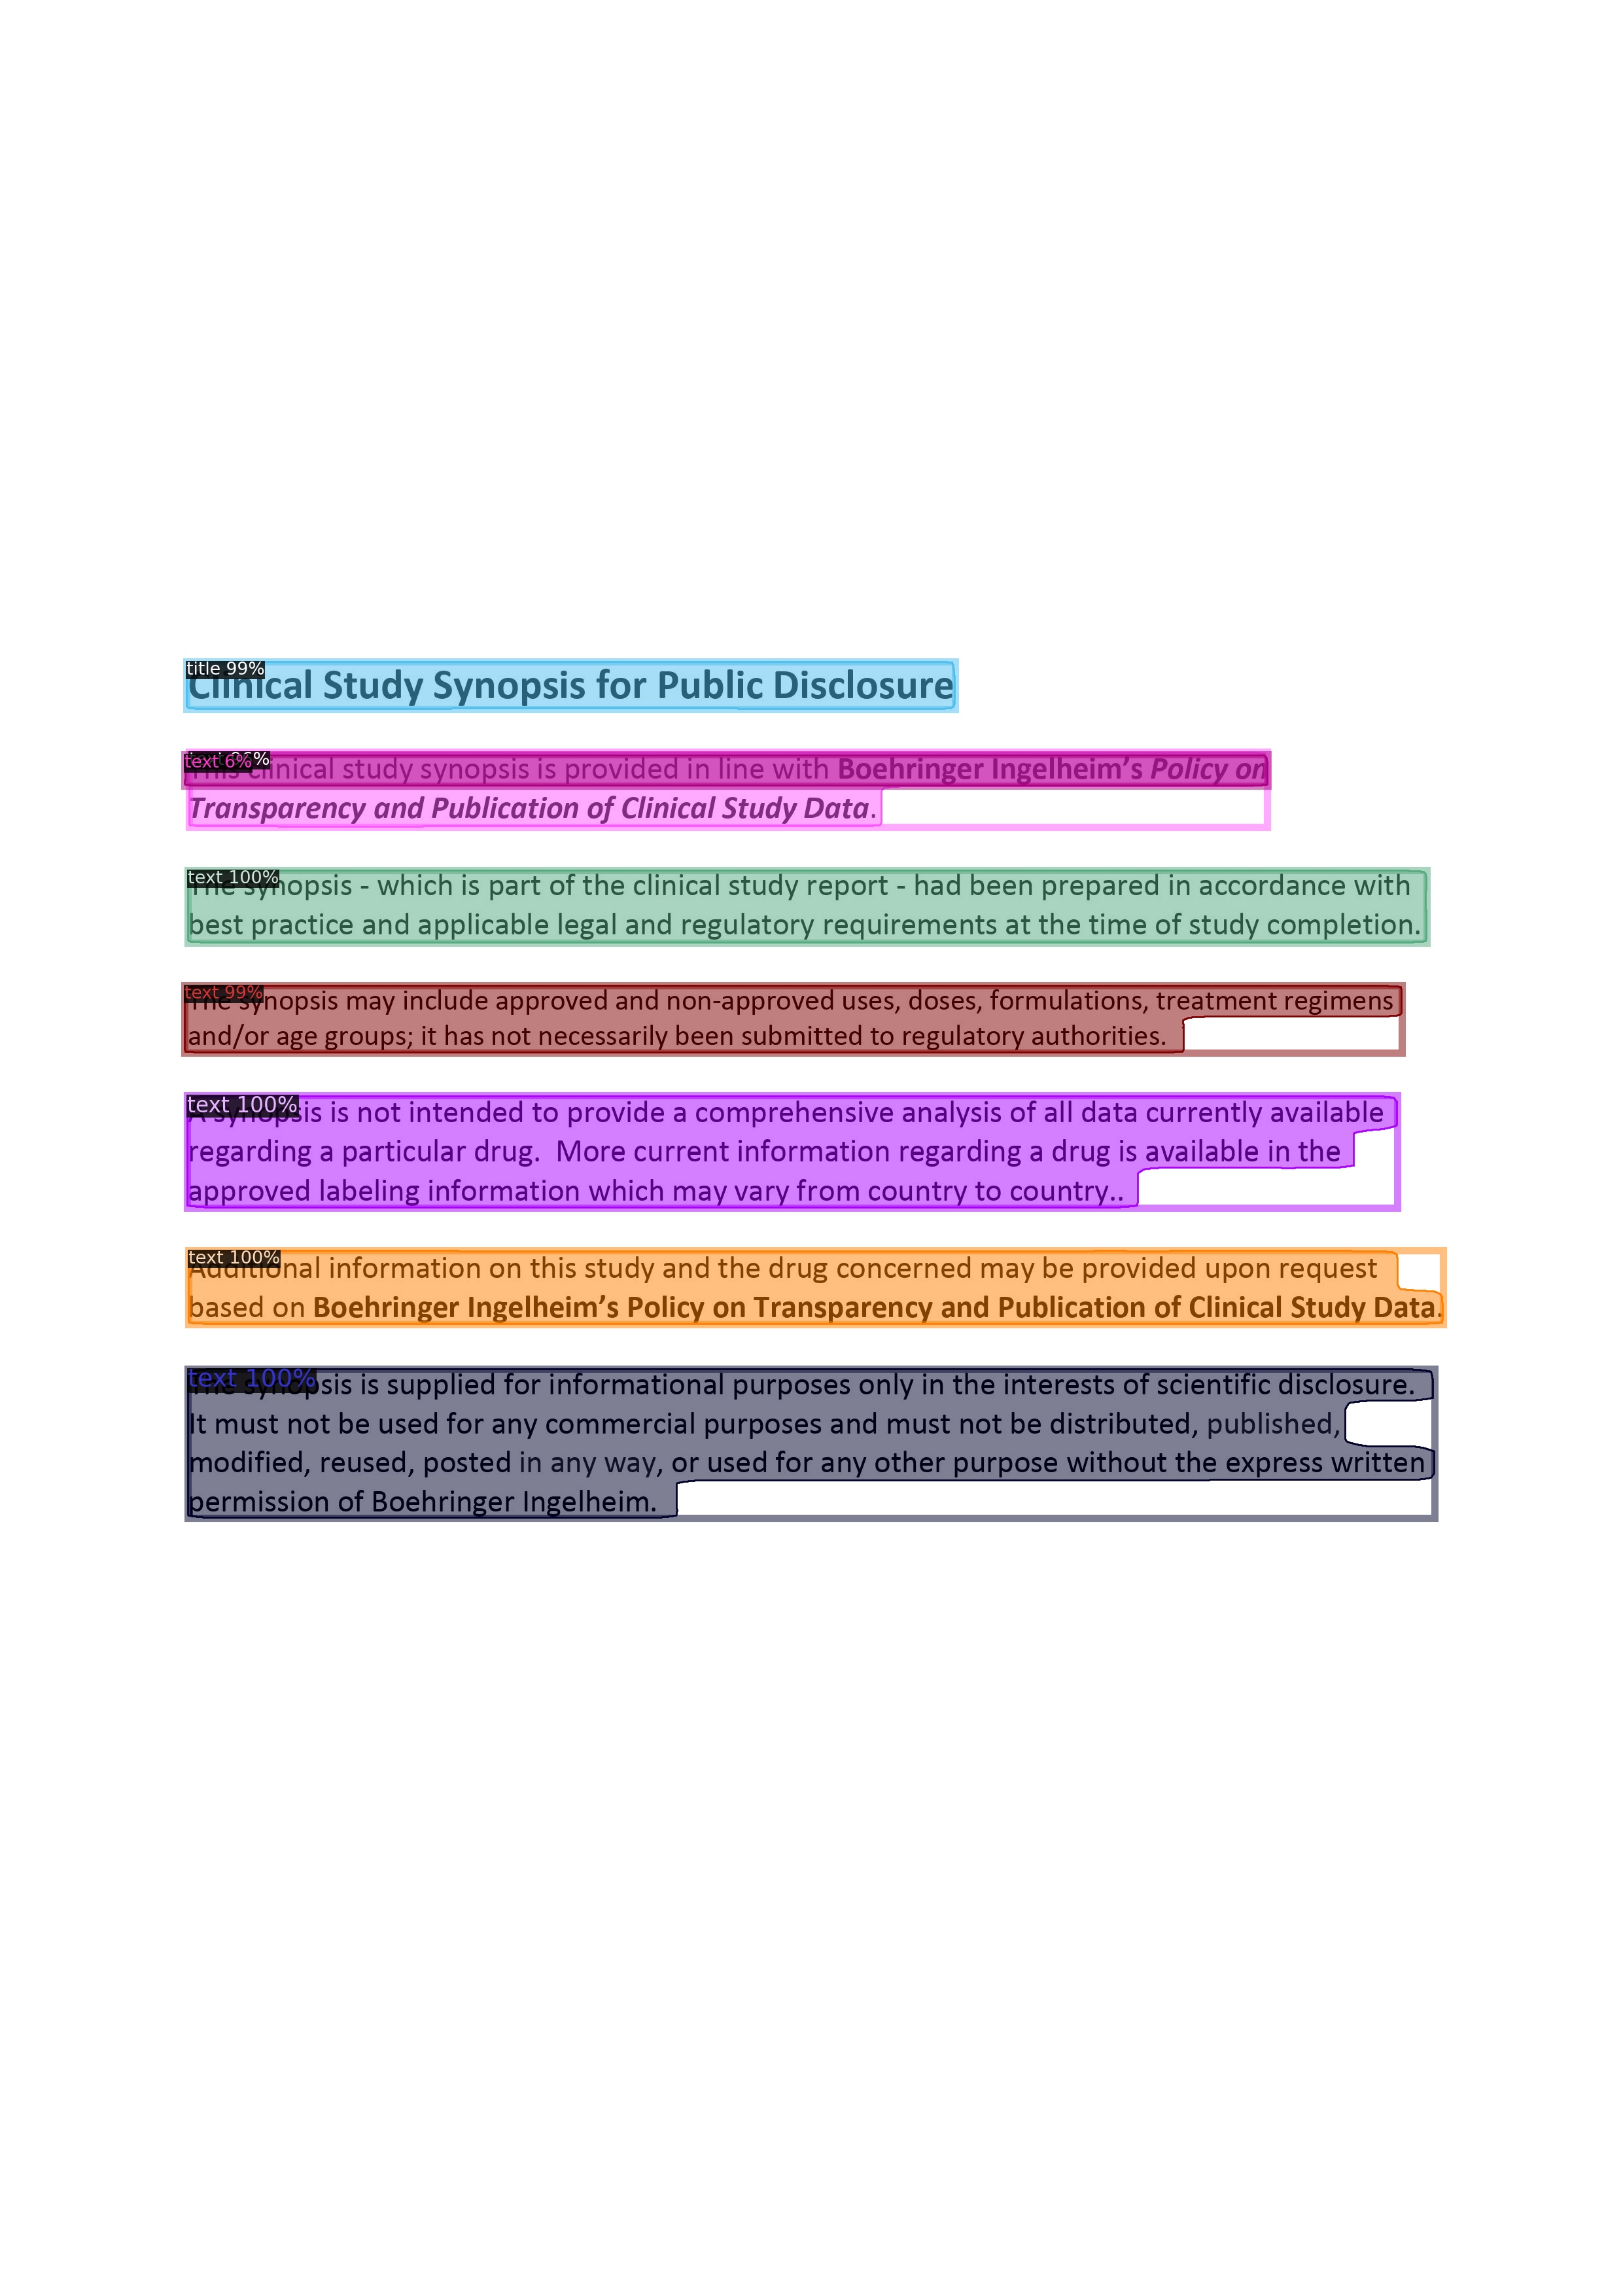 title 99%
Clinical Study Synopsis for Public Disclosure
text 6%
This clinical study synopsis is provided in line with Boehringer Ingelheim’s Policy on
Transparency and Publication of Clinical Study Data.
text 100%
The synopsis - which is part of the clinical study report - had been prepared in accordance with
best practice and applicable legal and regulatory requirements at the time of study completion.
text 99%
The synopsis may include approved and non-approved uses, doses, formulations, treatment regimens
and/or age groups; it has not necessarily been submitted to regulatory authorities.
text 100%
A synopsis is not intended to provide a comprehensive analysis of all data currently available
regarding a particular drug.  More current information regarding a drug is available in the
approved labeling information which may vary from country to country..
text 100%
Additional information on this study and the drug concerned may be provided upon request
based on Boehringer Ingelheim’s Policy on Transparency and Publication of Clinical Study Data.
text 100%
The synopsis is supplied for informational purposes only in the interests of scientific disclosure.
It must not be used for any commercial purposes and must not be distributed, published,
modified, reused, posted in any way, or used for any other purpose without the express written
permission of Boehringer Ingelheim.